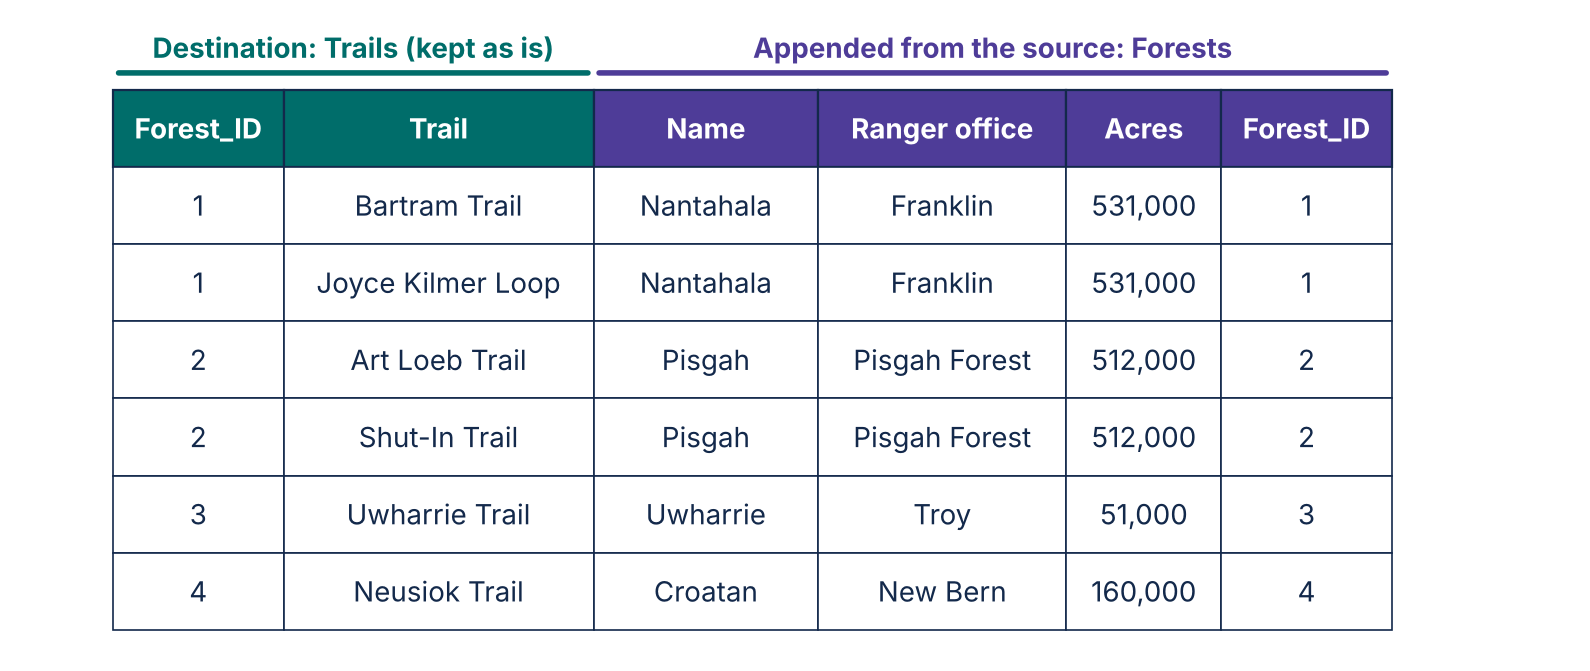 Destination: Trails (kept as is) Appended from the source: Forests
Forest_ID Trail Name Ranger office Acres Forest_ID
1 Bartram Trail Nantahala Franklin 531,000 1
1 Joyce Kilmer Loop Nantahala Franklin 531,000 1
2 Art Loeb Trail Pisgah Pisgah Forest 512,000 2
2 Shut-In Trail Pisgah Pisgah Forest 512,000 2
3 Uwharrie Trail Uwharrie Troy 51,000 3
4 Neusiok Trail Croatan New Bern 160,000 4